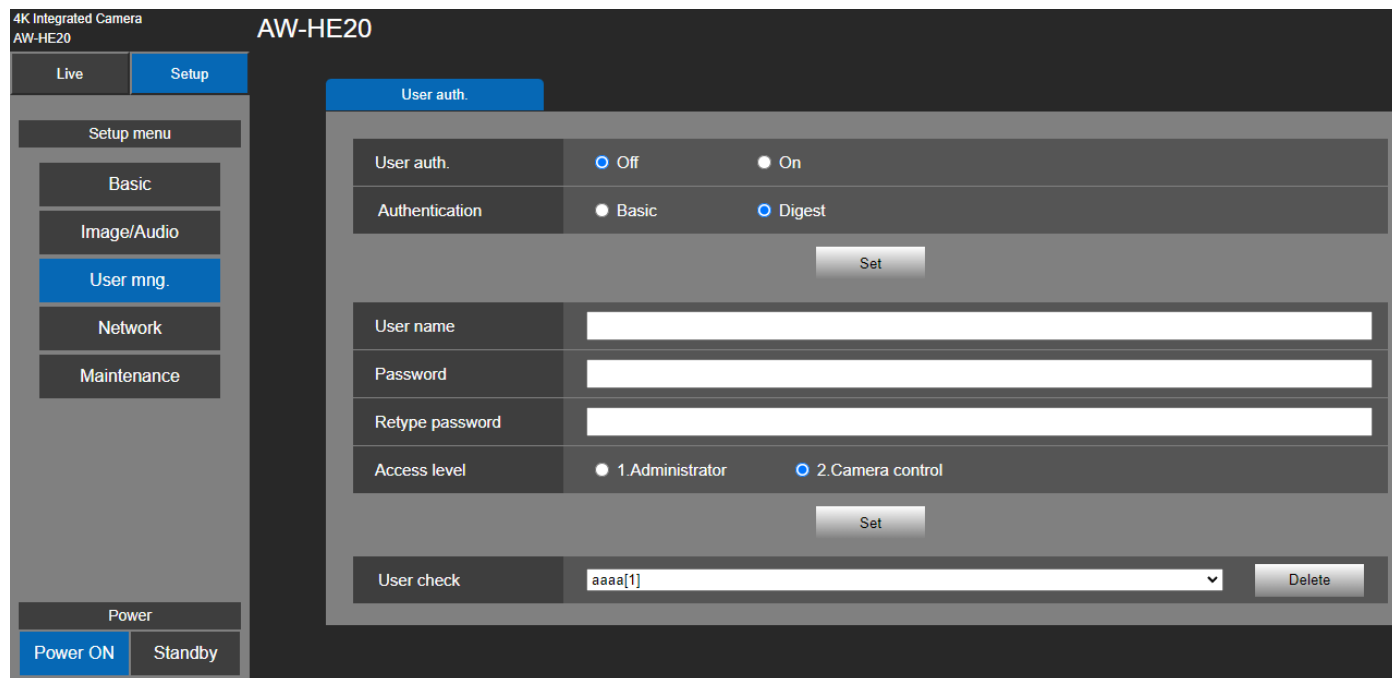 4K Integrated Camera
AW-HE20
AW-HE20
Live Setup
Setup menu
Basic
Image/Audio
User mng.
Network
Maintenance
Power
Power ON Standby
User auth.
User auth. Off On
Authentication Basic Digest
Set
User name
Password
Retype password
Access level 1.Administrator 2.Camera control
Set
User check aaaa[1] Delete